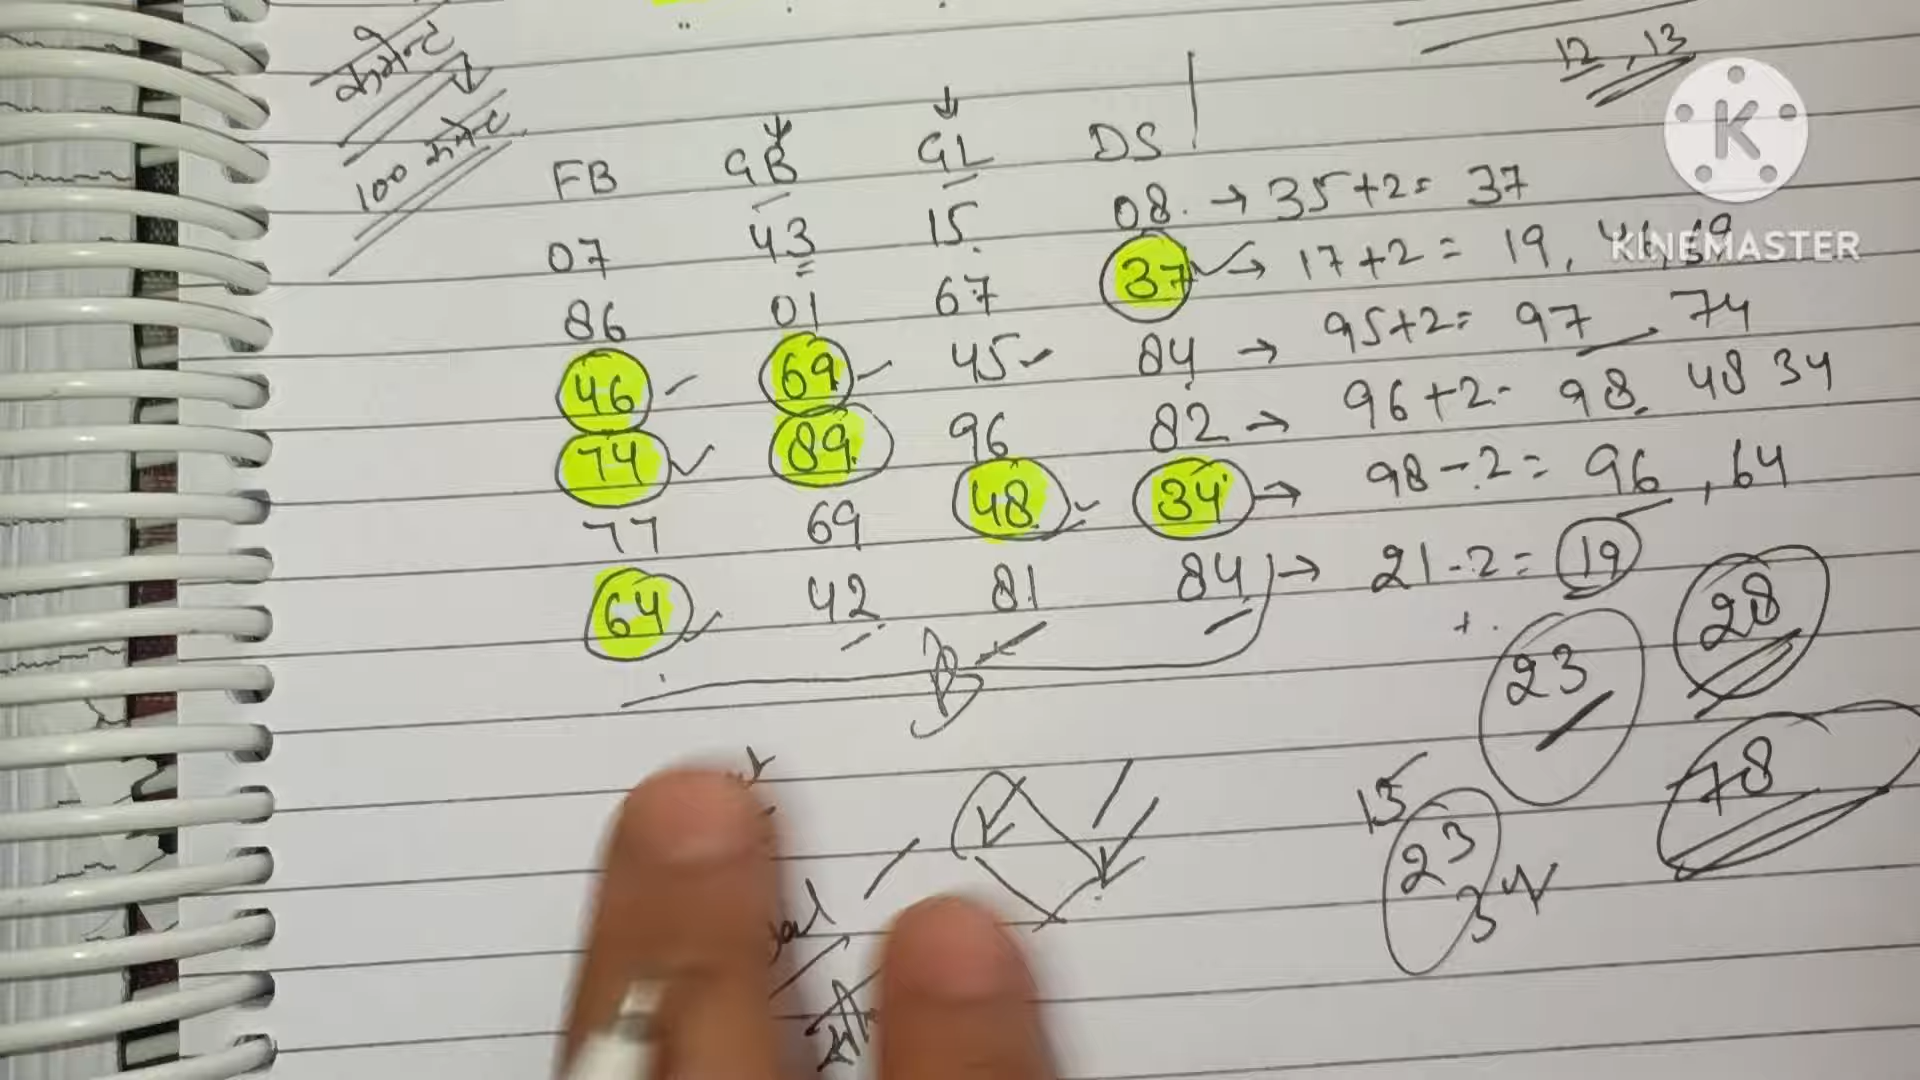 कमेन्ट
100 कमेंट
12, 13
K
KINEMASTER
FB GB GL DS
07 43 15. 08. → 35+2= 37
86 01 67 37 → 17+2= 19,
46 69 45 84 → 95+2= 97 74
74 89. 96 82 → 96+2= 98. 48 34
77 69 48 34 → 98-2= 96, 64
64 42 81 84 → 21-2= 19
28
23
78
15
23